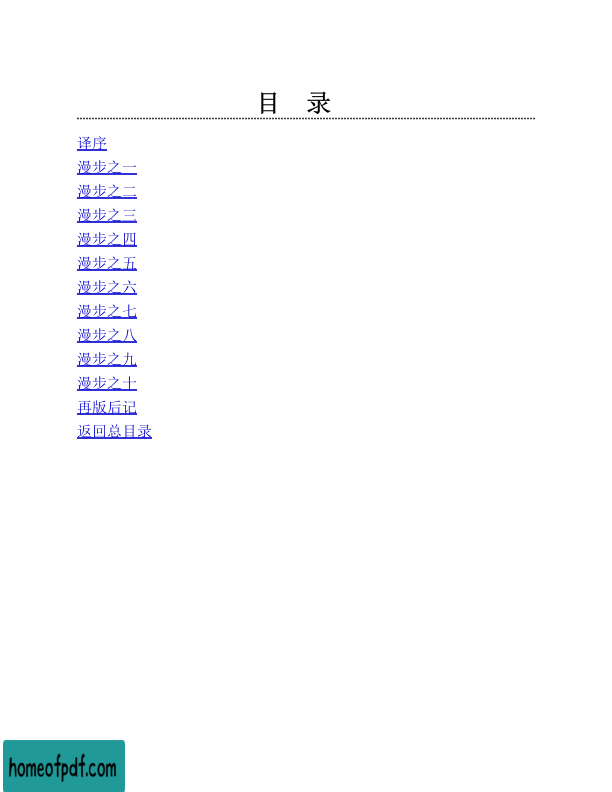 目 录
译序
漫步之一
漫步之二
漫步之三
漫步之四
漫步之五
漫步之六
漫步之七
漫步之八
漫步之九
漫步之十
再版后记
返回总目录
homeofpdf.com